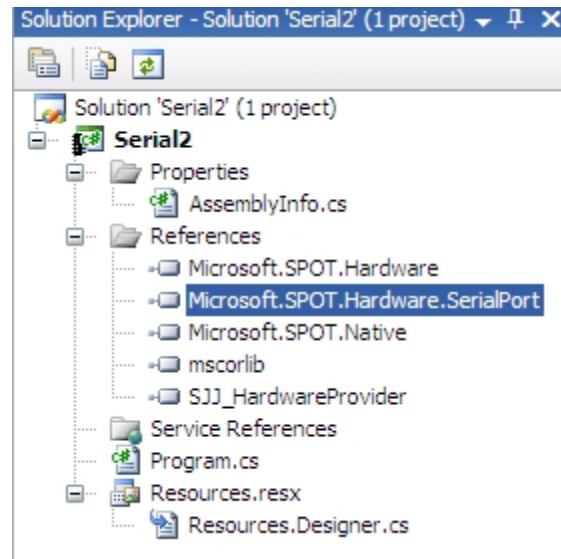 Solution Explorer - Solution 'Serial2' (1 project)
Solution 'Serial2' (1 project)
Serial2
Properties
AssemblyInfo.cs
References
Microsoft.SPOT.Hardware
Microsoft.SPOT.Hardware.SerialPort
Microsoft.SPOT.Native
mscorlib
SJJ_HardwareProvider
Service References
Program.cs
Resources.resx
Resources.Designer.cs